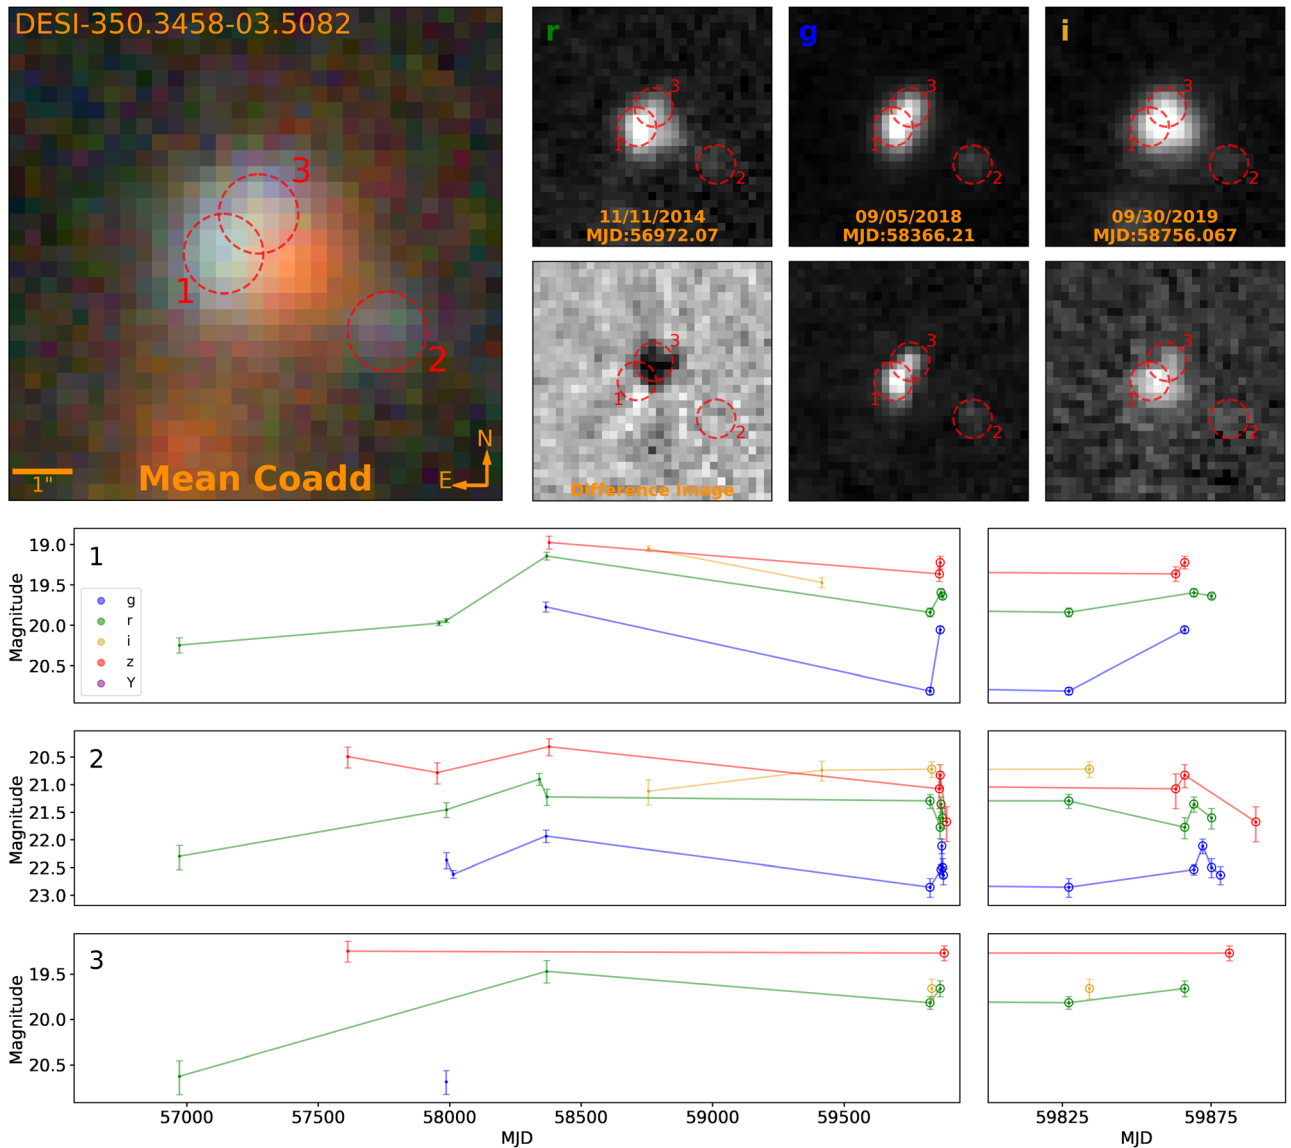 DESI-350.3458-03.5082
3
1
2
N
E
1"
Mean Coadd
r
3
1
2
11/11/2014
MJD:56972.07
g
3
1
2
09/05/2018
MJD:58366.21
i
3
1
2
09/30/2019
MJD:58756.067
3
1
2
Difference Image
3
1
2
3
1
2
Magnitude
19.0
19.5
20.0
20.5
1
g
r
i
z
Y
Magnitude
20.5
21.0
21.5
22.0
22.5
23.0
2
Magnitude
19.5
20.0
20.5
3
57000
57500
58000
58500
59000
59500
MJD
59825
59875
MJD